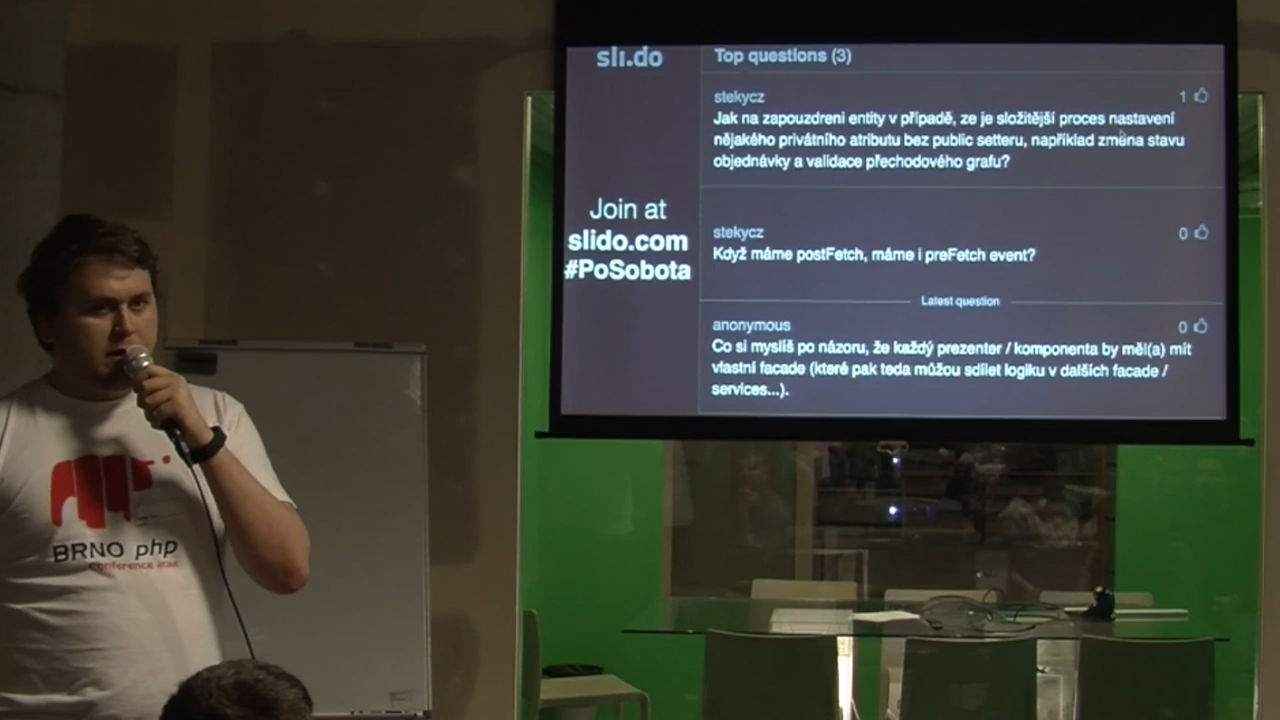 sli.do
Top questions (3)
stekycz
1
Jak na zapouzdreni entity v případě, ze je složitější proces nastavení
nějakého privátního atributu bez public setteru, například změna stavu
objednávky a validace přechodového grafu?
Join at
slido.com
#PoSobota
stekycz
0
Když máme postFetch, máme i preFetch event?
Latest question
anonymous
0
Co si myslíš po názoru, že každý prezenter / komponenta by měl(a) mít
vlastní facade (které pak teda můžou sdílet logiku v dalších facade /
services...).
BRNO php
conference